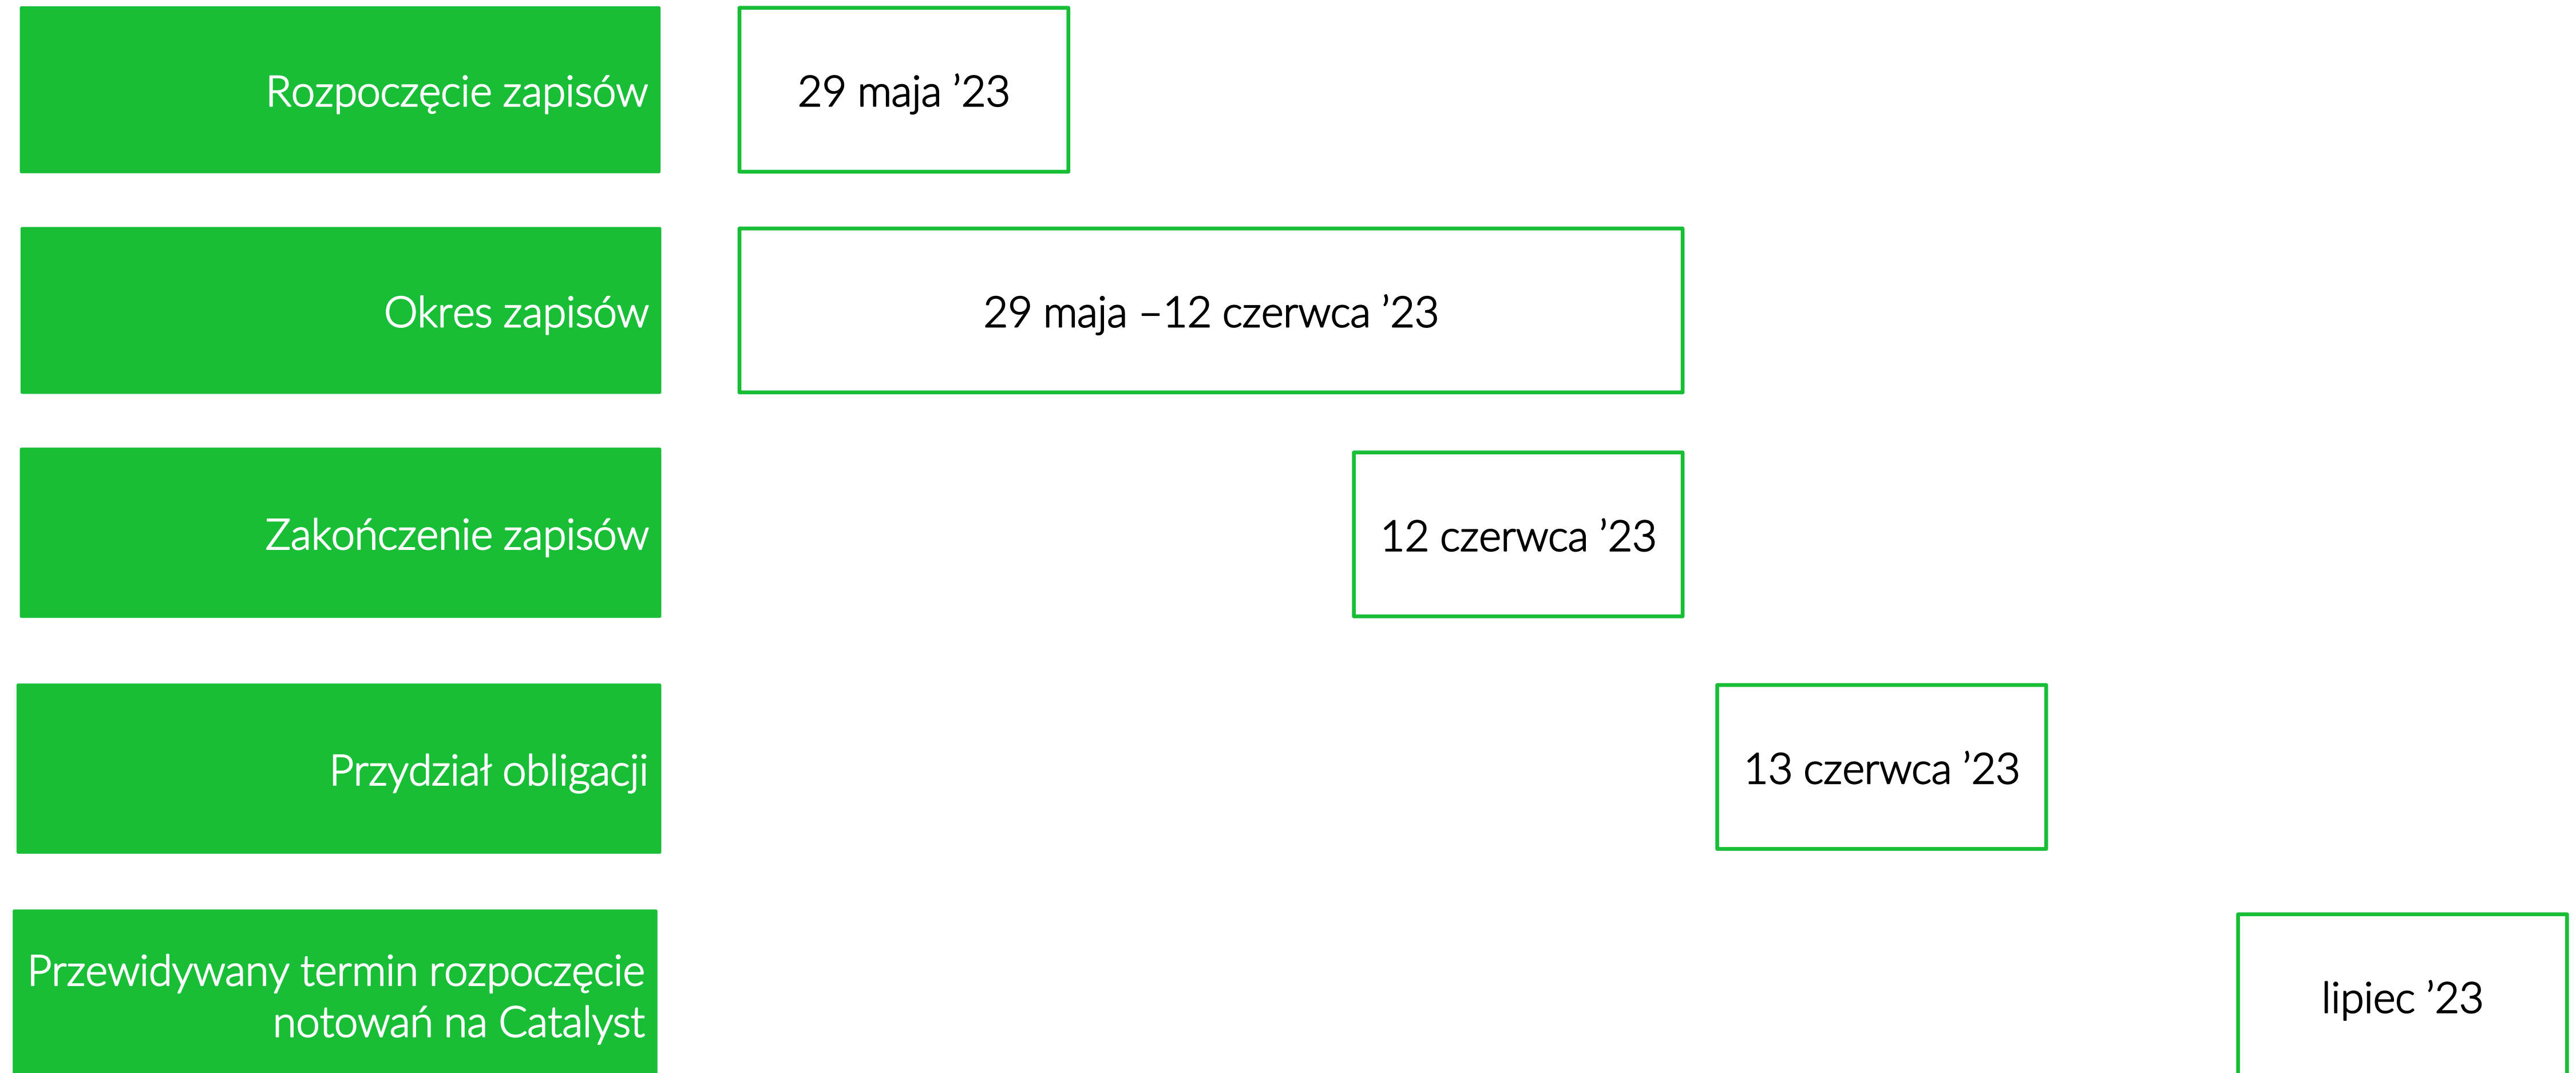 Rozpoczęcie zapisów
29 maja ’23
Okres zapisów
29 maja –12 czerwca ’23
Zakończenie zapisów
12 czerwca ’23
Przydział obligacji
13 czerwca ’23
Przewidywany termin rozpoczęcie
notowań na Catalyst
lipiec ’23